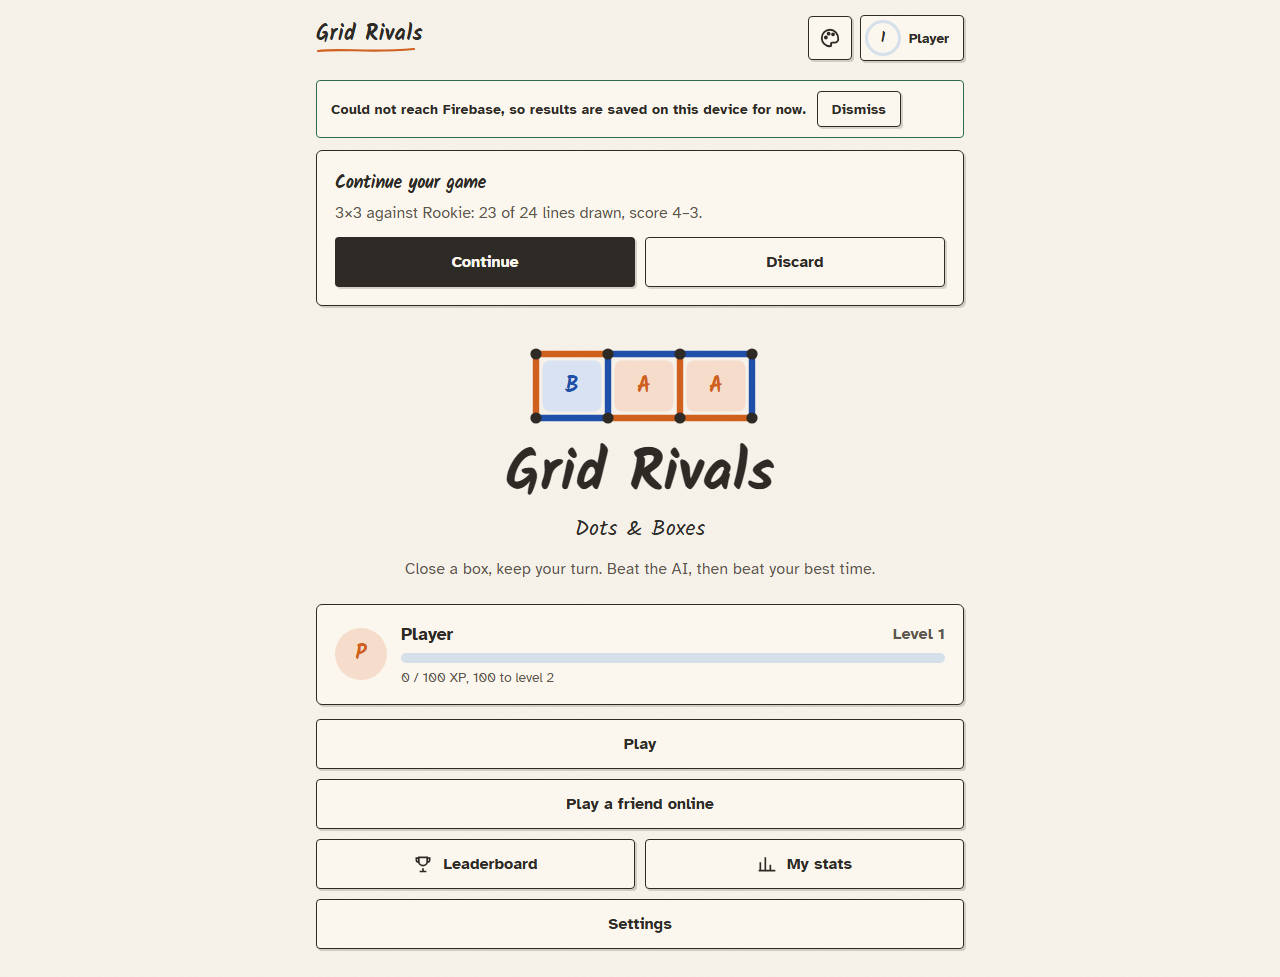 Grid Rivals
1 Player
Could not reach Firebase, so results are saved on this device for now. Dismiss
Continue your game
3×3 against Rookie: 23 of 24 lines drawn, score 4–3.
Continue Discard
B A A
Grid Rivals
Dots & Boxes
Close a box, keep your turn. Beat the AI, then beat your best time.
P Player Level 1
0 / 100 XP, 100 to level 2
Play
Play a friend online
Leaderboard My stats
Settings